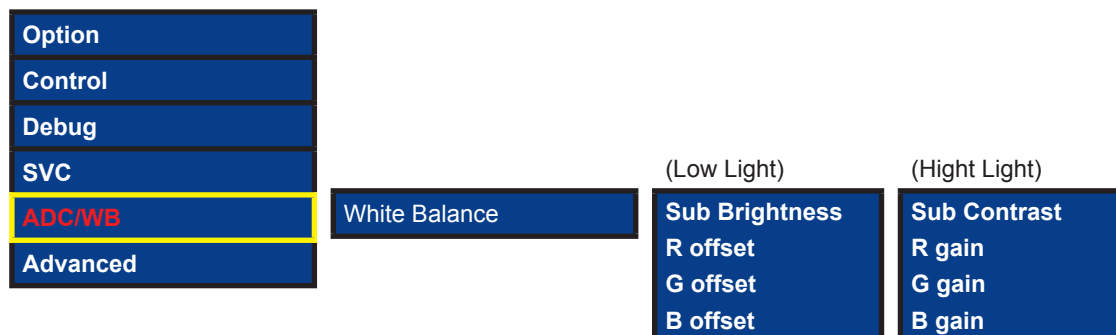 Option
Control
Debug
SVC
ADC/WB
Advanced
White Balance
(Low Light)
Sub Brightness
R offset
G offset
B offset
(Hight Light)
Sub Contrast
R gain
G gain
B gain